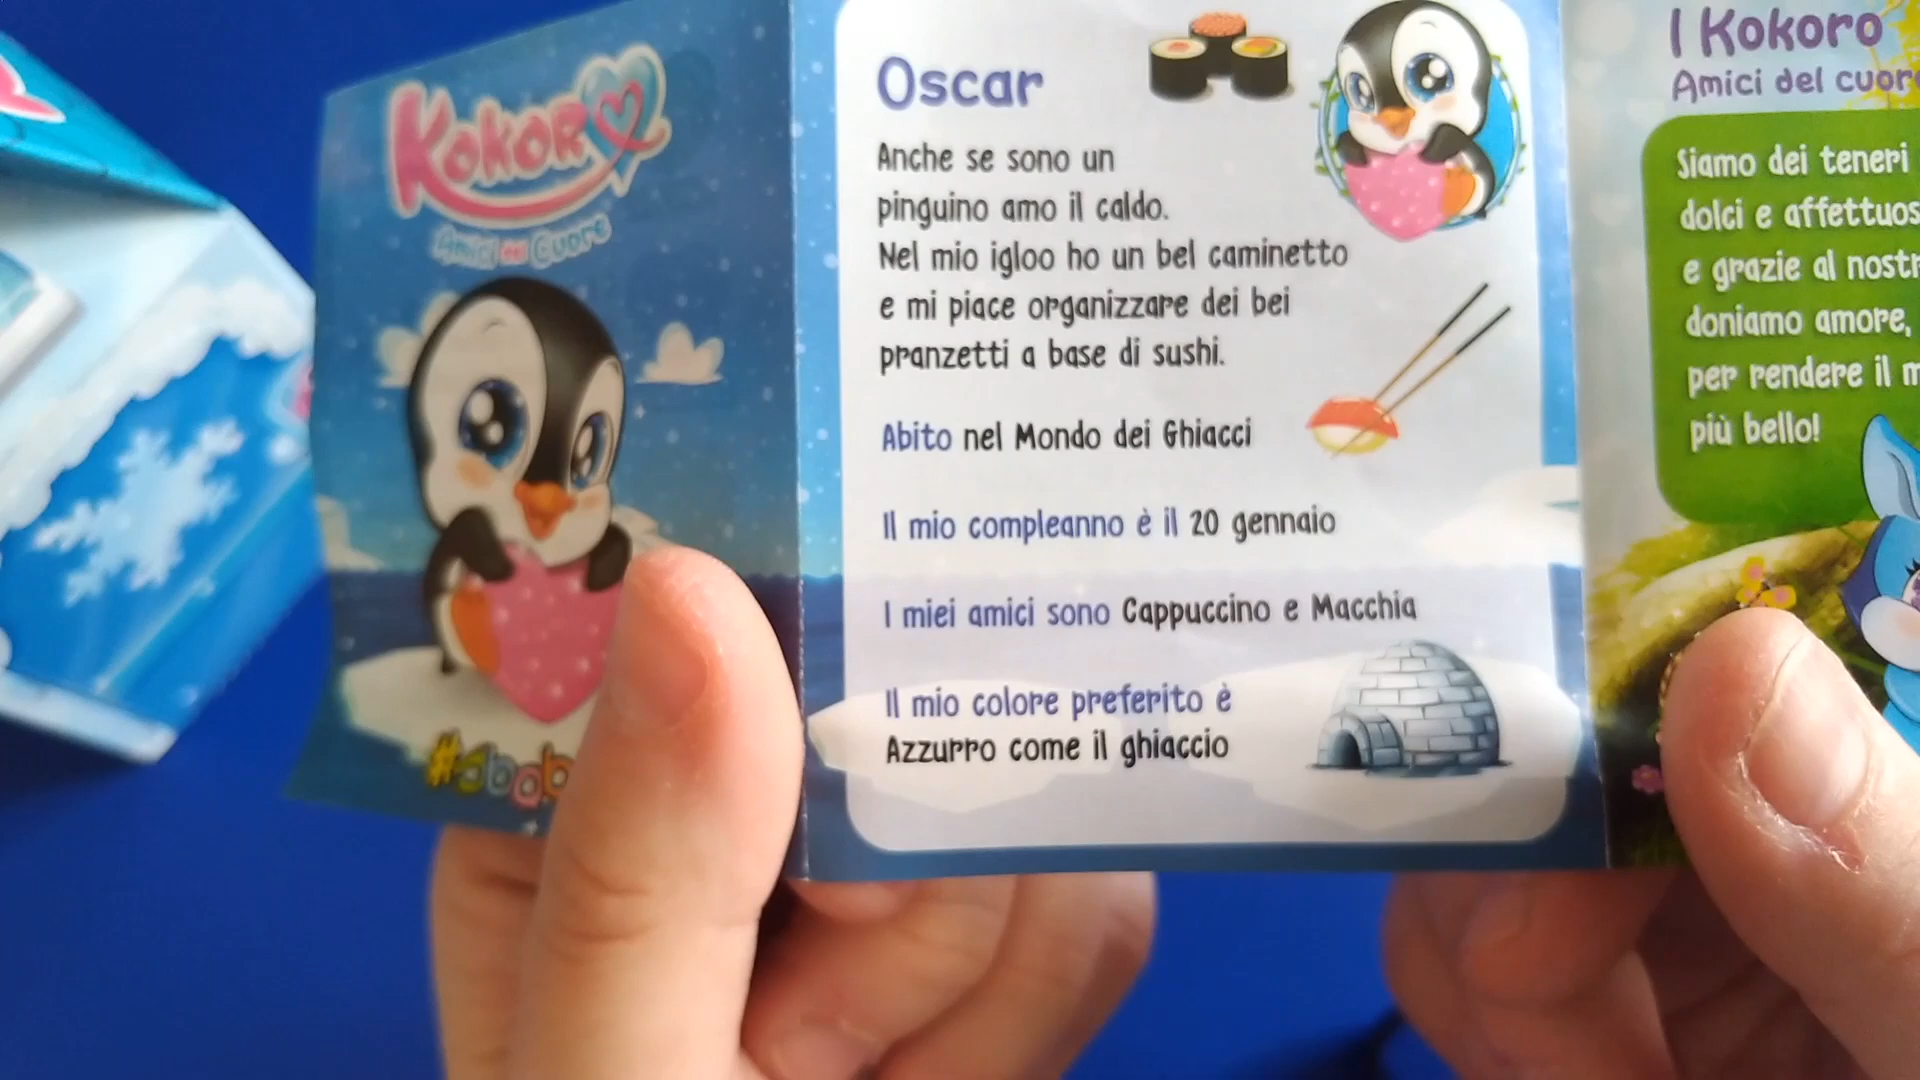 Kokoro
Amici del Cuore
Oscar
Anche se sono un
pinguino amo il caldo.
Nel mio igloo ho un bel caminetto
e mi piace organizzare dei bei
pranzetti a base di sushi.
Abito nel Mondo dei Ghiacci
Il mio compleanno è il 20 gennaio
I miei amici sono Cappuccino e Macchia
Il mio colore preferito è
Azzurro come il ghiaccio
I Kokoro
Amici del
Siamo dei teneri
dolci e
e grazie al
doniamo amore,
per rendere il
più bello!